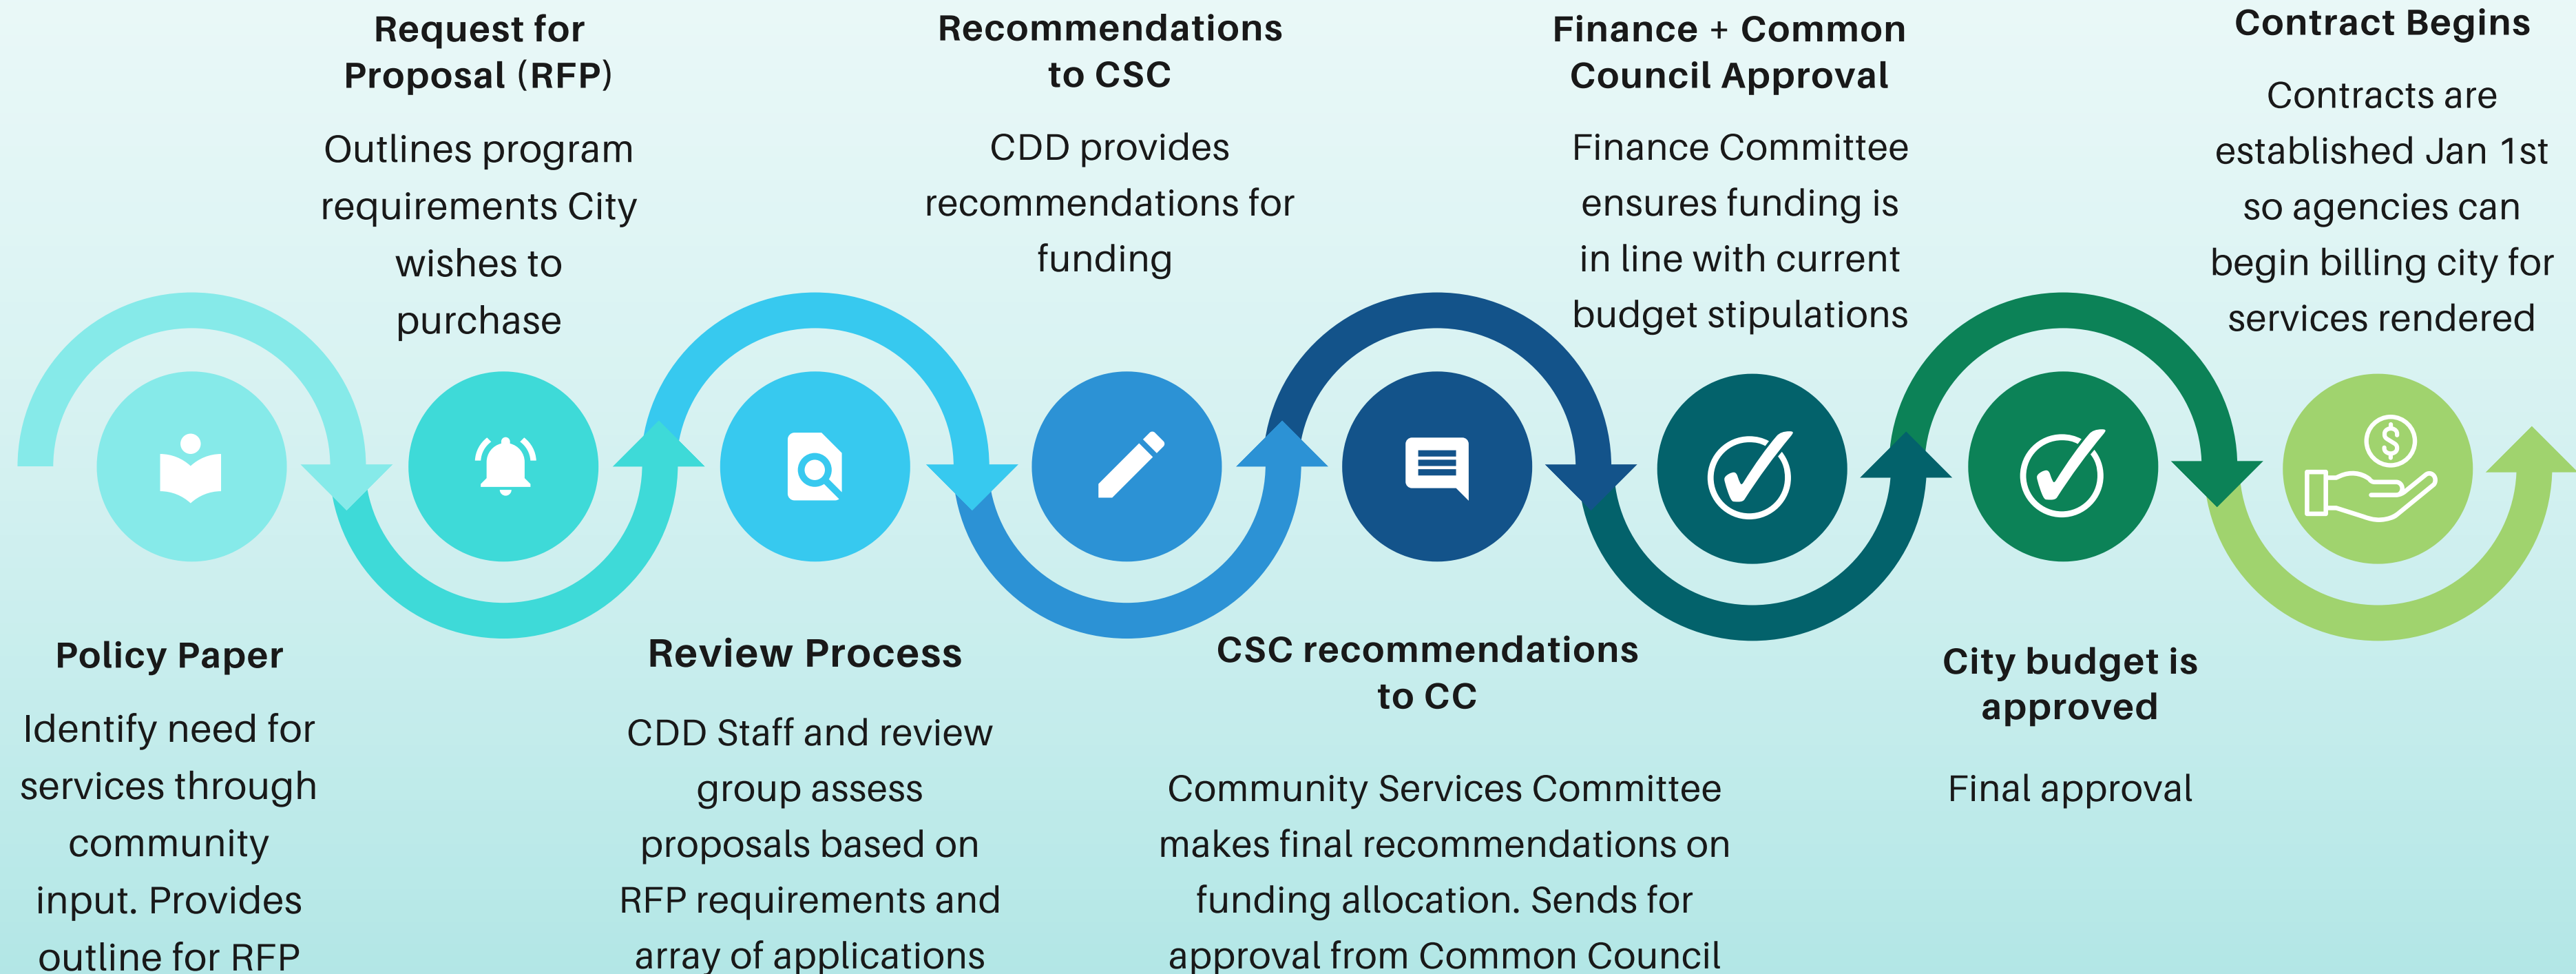 Policy Paper
Identify need for
services through
community
input. Provides
outline for RFP
Request for
Proposal (RFP)
Outlines program
requirements City
wishes to
purchase
Review Process
CDD Staff and review
group assess
proposals based on
RFP requirements and
array of applications
Recommendations
to CSC
CDD provides
recommendations for
funding
CSC recommendations
to CC
Community Services Committee
makes final recommendations on
funding allocation. Sends for
approval from Common Council
Finance + Common
Council Approval
Finance Committee
ensures funding is
in line with current
budget stipulations
City budget is
approved
Final approval
Contract Begins
Contracts are
established Jan 1st
so agencies can
begin billing city for
services rendered
$